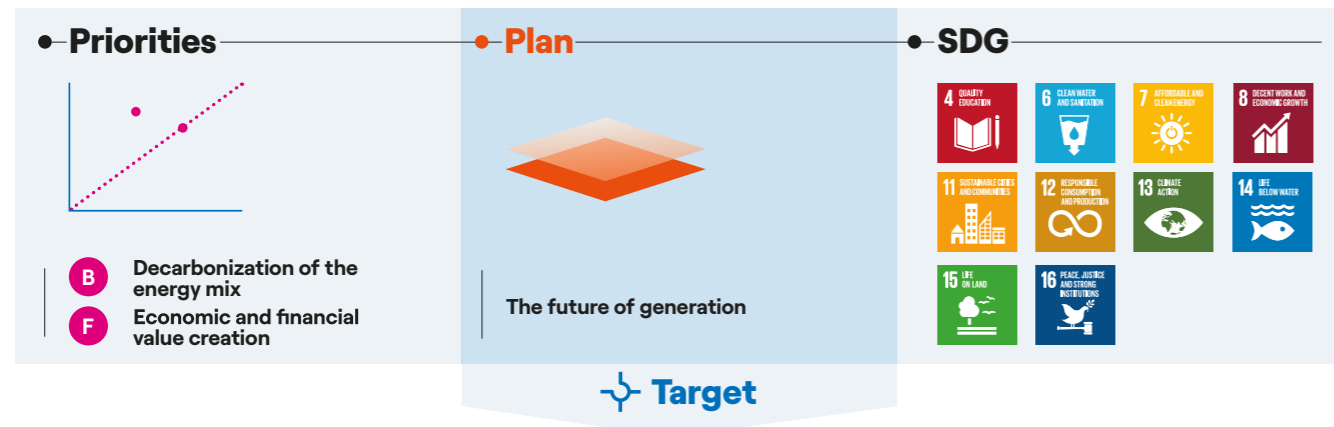 Priorities
Plan
SDG
4 QUALITY
EDUCATION
6 CLEAN WATER
AND SANITATION
7 AFFORDABLE AND
CLEAN ENERGY
8 DECENT WORK AND
ECONOMIC GROWTH
11 SUSTAINABLE CITIES
AND COMMUNITIES
12 RESPONSIBLE
CONSUMPTION
AND PRODUCTION
13 CLIMATE
ACTION
14 LIFE
BELOW WATER
15 LIFE
ON LAND
16 PEACE, JUSTICE
AND STRONG
INSTITUTIONS
B Decarbonization of the
energy mix
F Economic and financial
value creation
The future of generation
Target